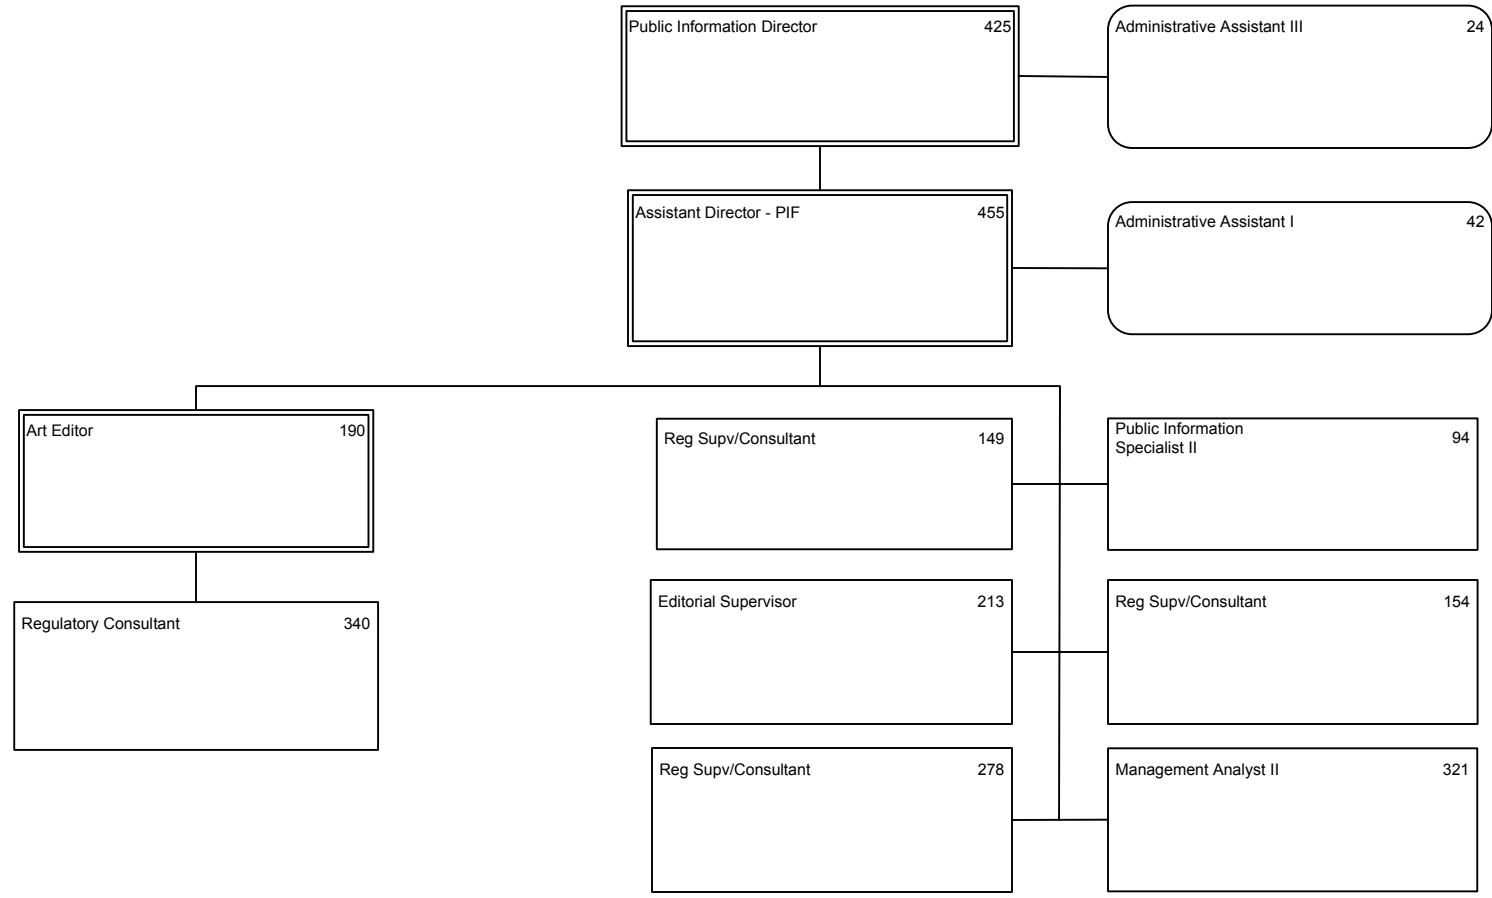 Public Information Director 425
Administrative Assistant III 24
Assistant Director - PIF 455
Administrative Assistant I 42
Art Editor 190
Reg Supv/Consultant 149
Public Information
Specialist II 94
Regulatory Consultant 340
Editorial Supervisor 213
Reg Supv/Consultant 154
Reg Supv/Consultant 278
Management Analyst II 321